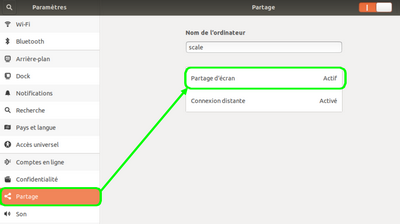 Paramètres
Partage
Wi-Fi
Bluetooth
Arrière-plan
Dock
Notifications
Recherche
Pays et langue
Accès universel
Comptes en ligne
Confidentialité
Partage
Son
Nom de l'ordinateur
scale
Partage d'écran Actif
Connexion distante Activé